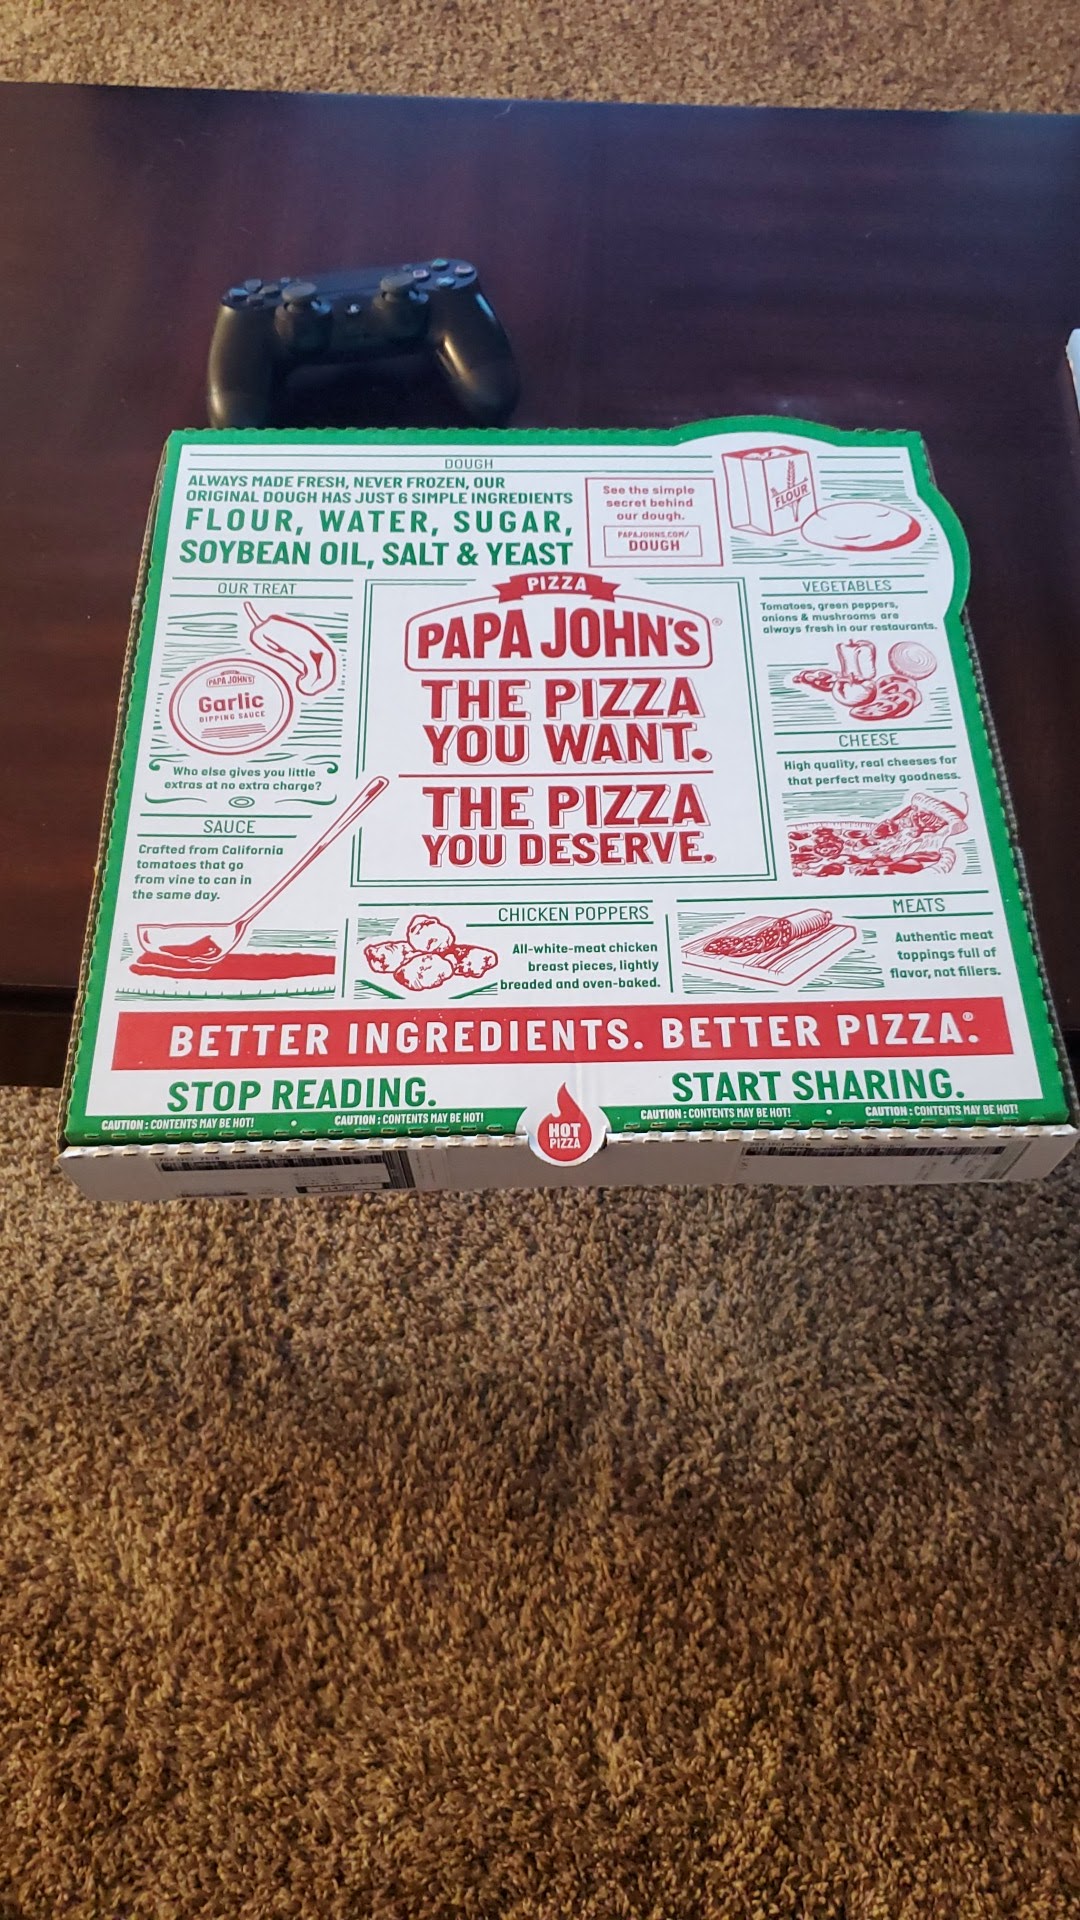 DOUGH
ALWAYS MADE FRESH, NEVER FROZEN, OUR
ORIGINAL DOUGH HAS JUST 6 SIMPLE INGREDIENTS
FLOUR, WATER, SUGAR,
SOYBEAN OIL, SALT & YEAST
See the simple
secret behind
our dough.
PAPAJOHNS.COM/
DOUGH
FLOUR
OUR TREAT
PAPA JOHN'S
Garlic
DIPPING SAUCE
Who else gives you little
extras at no extra charge?
SAUCE
Crafted from California
tomatoes that go
from vine to can in
the same day.
PIZZA
PAPA JOHN'S®
THE PIZZA
YOU WANT.
THE PIZZA
YOU DESERVE.
VEGETABLES
Tomatoes, green peppers,
onions & mushrooms are
always fresh in our restaurants.
CHEESE
High quality, real cheeses for
that perfect melty goodness.
CHICKEN POPPERS
All-white-meat chicken
breast pieces, lightly
breaded and oven-baked.
MEATS
Authentic meat
toppings full of
flavor, not fillers.
BETTER INGREDIENTS. BETTER PIZZA.®
STOP READING.
START SHARING.
CAUTION: CONTENTS MAY BE HOT! • CAUTION: CONTENTS MAY BE HOT!
HOT
PIZZA
CAUTION: CONTENTS MAY BE HOT! • CAUTION: CONTENTS MAY BE HOT!